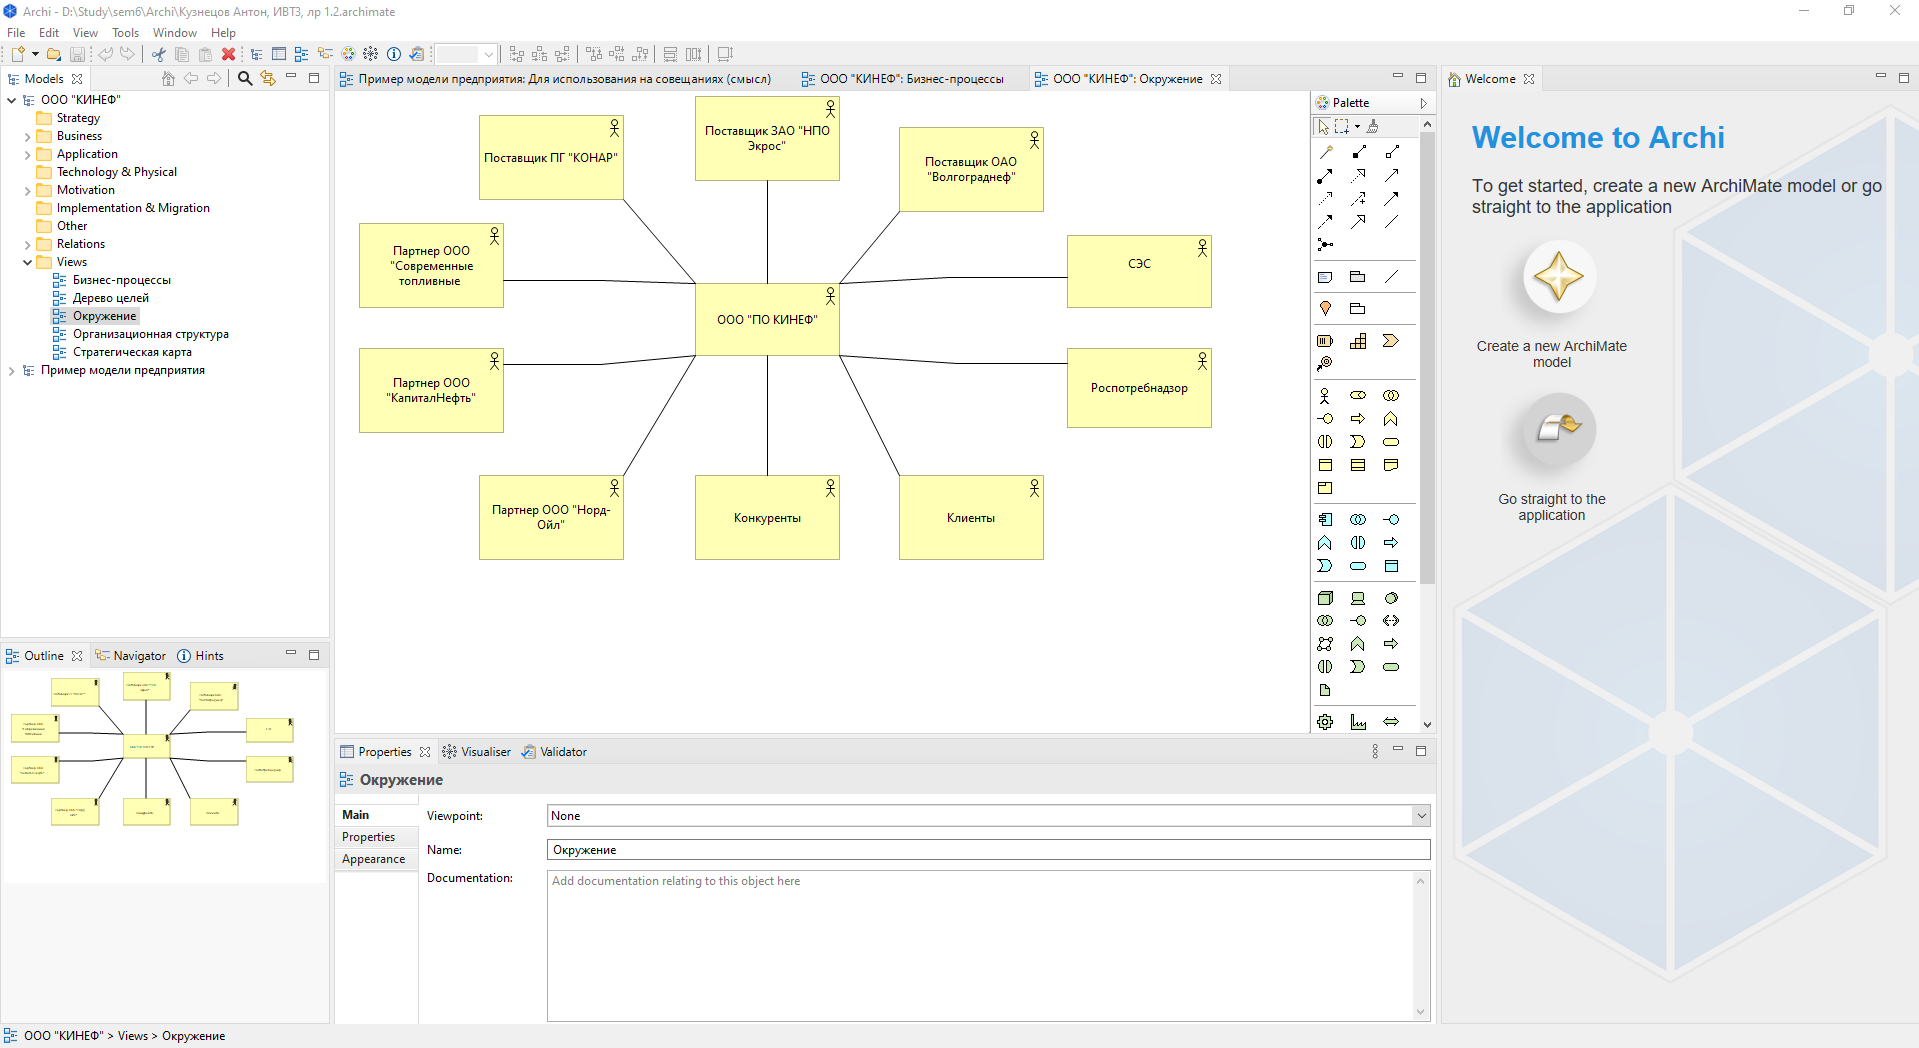 Archi - D:\Study\sem6\Archi\Кузнецов Антон, ИВТ3, лр 1.2.archimate
File Edit View Tools Window Help
Models
ООО "КИНЕФ"
Strategy
Business
Application
Technology & Physical
Motivation
Implementation & Migration
Other
Relations
Views
Бизнес-процессы
Дерево целей
Окружение
Организационная структура
Стратегическая карта
Пример модели предприятия
Outline Navigator Hints
Пример модели предприятия: Для использования на совещаниях (смысл) ООО "КИНЕФ": Бизнес-процессы ООО "КИНЕФ": Окружение
Поставщик ПГ "КОНАР"
Поставщик ЗАО "НПО
Экрос"
Поставщик ОАО
"Волгограднеф"
Партнер ООО
"Современные
топливные
СЭС
ООО "ПО КИНЕФ"
Партнер ООО
"КапиталНефть"
Роспотребнадзор
Партнер ООО "Норд-
Ойл"
Конкуренты
Клиенты
Palette
Properties Visualiser Validator
Окружение
Main
Properties
Appearance
Viewpoint: None
Name: Окружение
Documentation: Add documentation relating to this object here
Welcome
Welcome to Archi
To get started, create a new ArchiMate model or go
straight to the application
Create a new ArchiMate
model
Go straight to the
application
ООО "КИНЕФ" > Views > Окружение